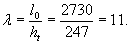 λ = l₀/hₜ = 2730/247 = 11.